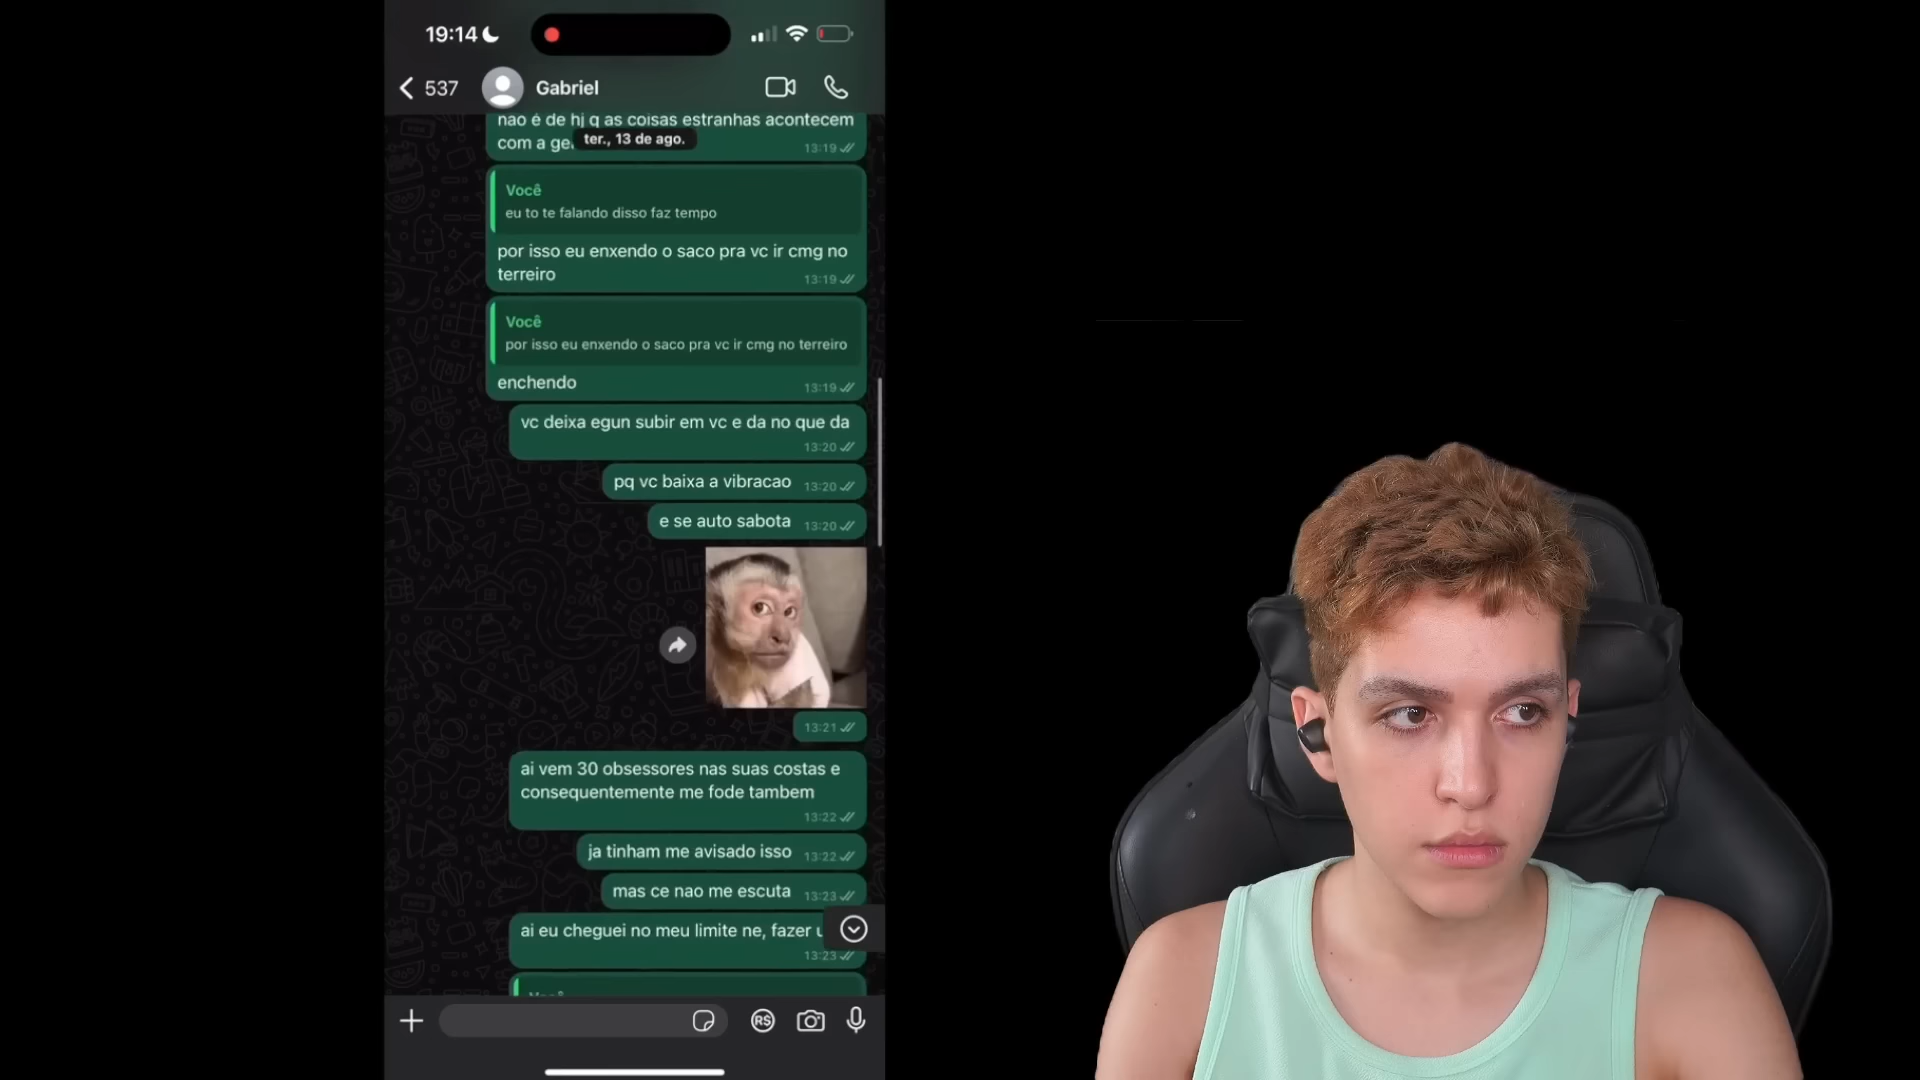 19:14
537
Gabriel
não é de hj q as coisas estranhas acontecem
com a ge
ter., 13 de ago.
13:19
Você
eu to te falando disso faz tempo
por isso eu enxendo o saco pra vc ir cmg no
terreiro
13:19
Você
por isso eu enxendo o saco pra vc ir cmg no terreiro
enchendo
13:19
vc deixa egun subir em vc e da no que da
13:20
pq vc baixa a vibracao
13:20
e se auto sabota
13:20
13:21
ai vem 30 obsessores nas suas costas e
consequentemente me fode tambem
13:22
ja tinham me avisado isso
13:22
mas ce nao me escuta
13:23
ai eu cheguei no meu limite ne, fazer
13:23
R$